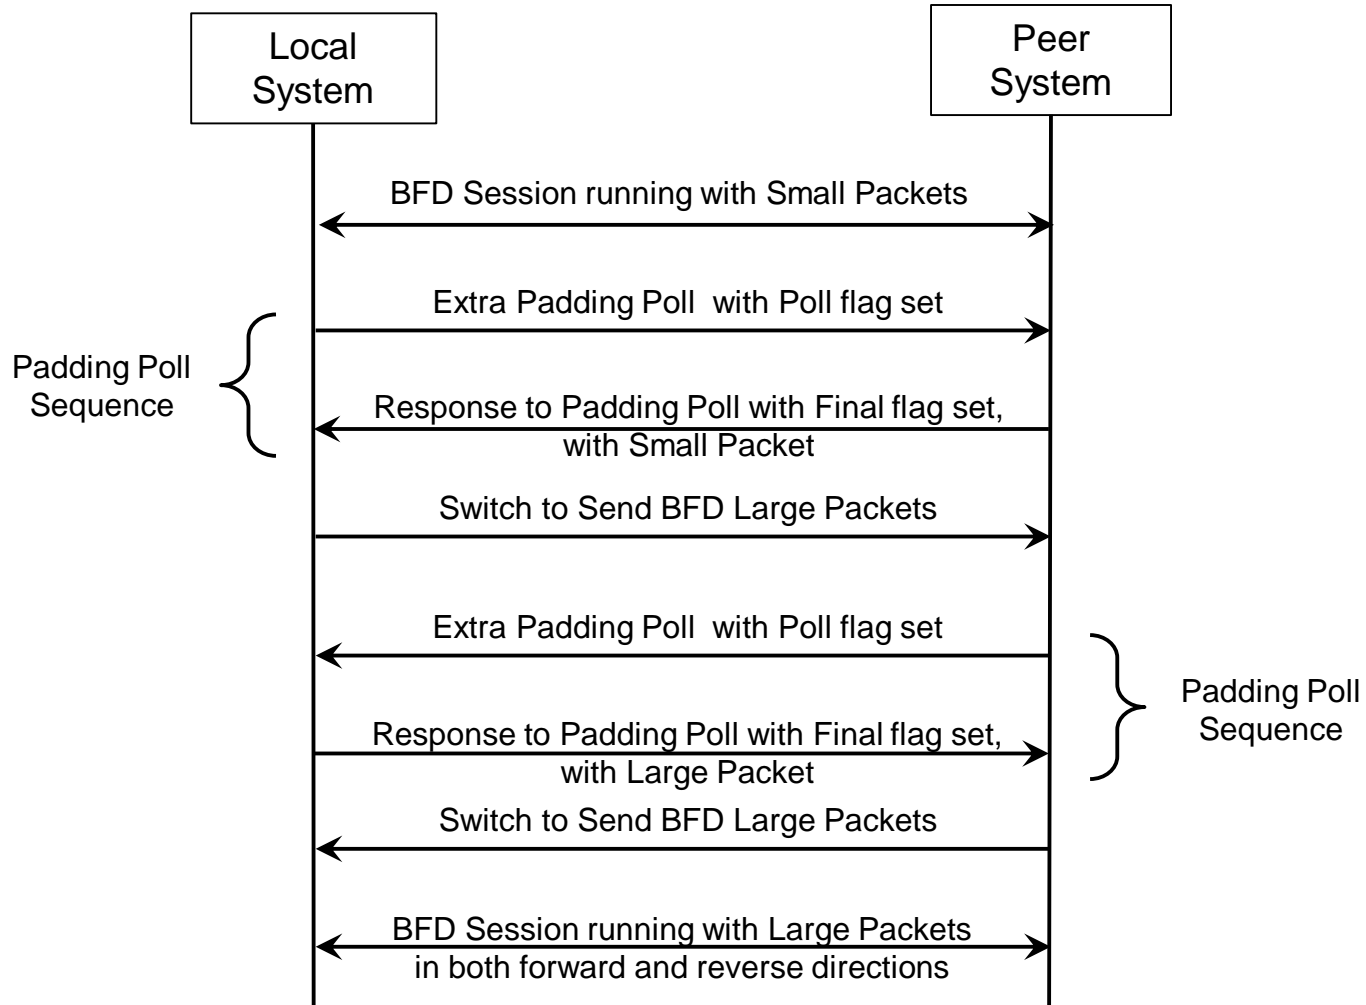 Local
System
Peer
System
BFD Session running with Small Packets
Extra Padding Poll  with Poll flag set
Padding Poll
Sequence
Response to Padding Poll with Final flag set,
with Small Packet
Switch to Send BFD Large Packets
Extra Padding Poll  with Poll flag set
Padding Poll
Sequence
Response to Padding Poll with Final flag set,
with Large Packet
Switch to Send BFD Large Packets
BFD Session running with Large Packets
in both forward and reverse directions